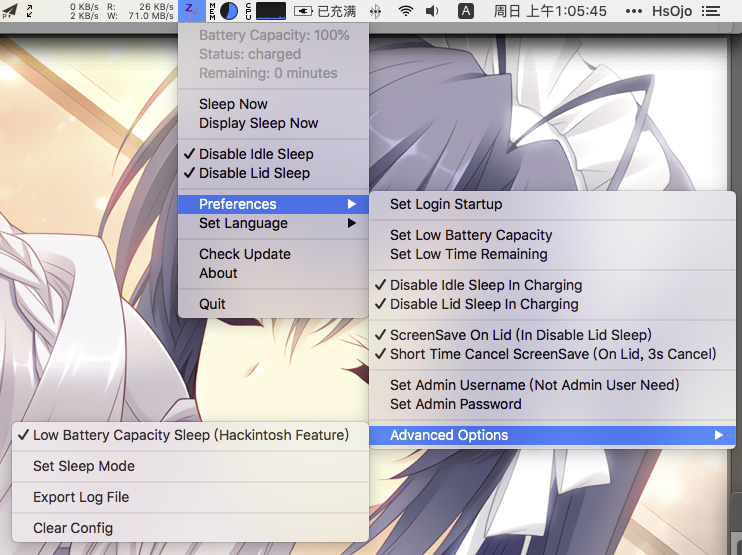 0 KB/s R: 26 KB/s
2 KB/s W: 71.0 MB/s
MEM
CPU
已充满
A
周日 上午1:05:45
HsOjo
Battery Capacity: 100%
Status: charged
Remaining: 0 minutes
Sleep Now
Display Sleep Now
Disable Idle Sleep
Disable Lid Sleep
Preferences
Set Language
Check Update
About
Quit
Set Login Startup
Set Low Battery Capacity
Set Low Time Remaining
Disable Idle Sleep In Charging
Disable Lid Sleep In Charging
ScreenSave On Lid (In Disable Lid Sleep)
Short Time Cancel ScreenSave (On Lid, 3s Cancel)
Set Admin Username (Not Admin User Need)
Set Admin Password
Advanced Options
Low Battery Capacity Sleep (Hackintosh Feature)
Set Sleep Mode
Export Log File
Clear Config